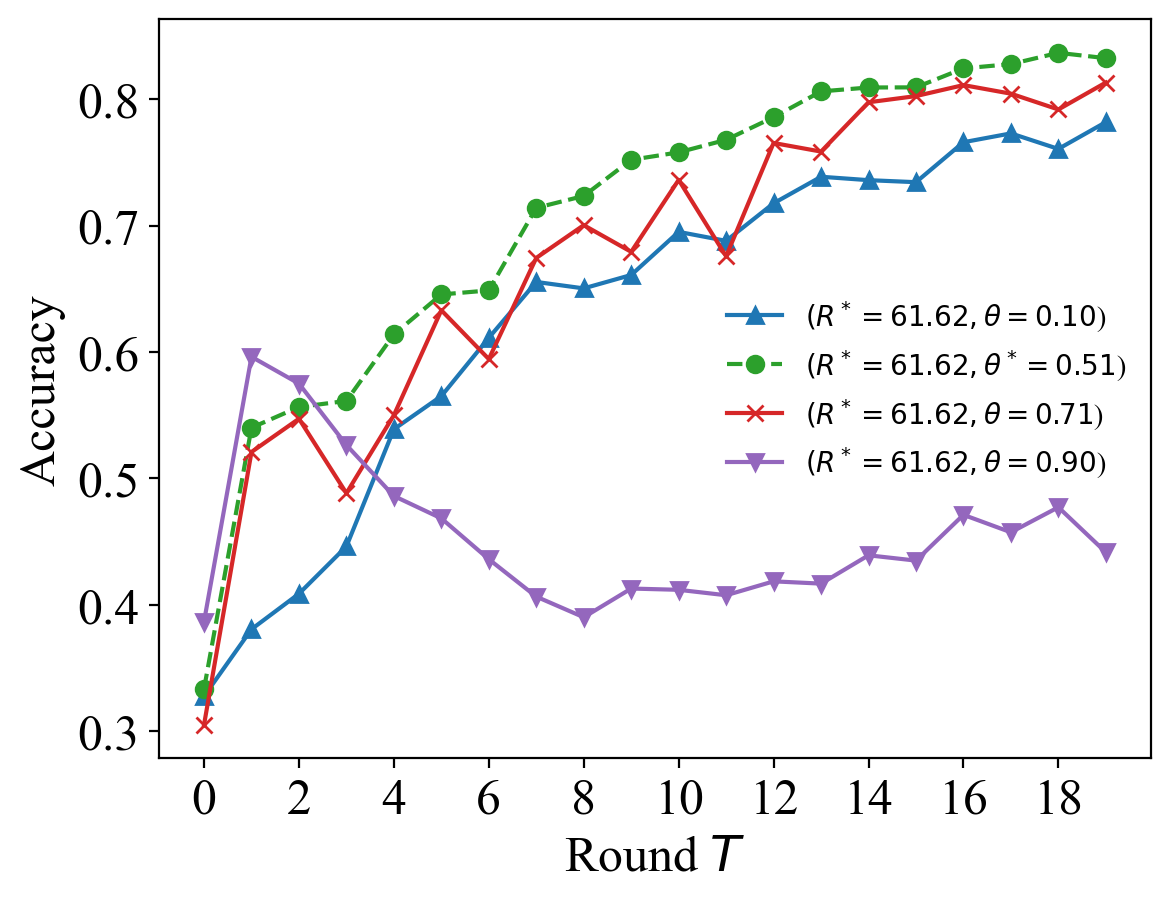 Accuracy
0.8
0.7
0.6
0.5
0.4
0.3
(R* = 61.62, θ = 0.10)
(R* = 61.62, θ* = 0.51)
(R* = 61.62, θ = 0.71)
(R* = 61.62, θ = 0.90)
0 2 4 6 8 10 12 14 16 18
Round T